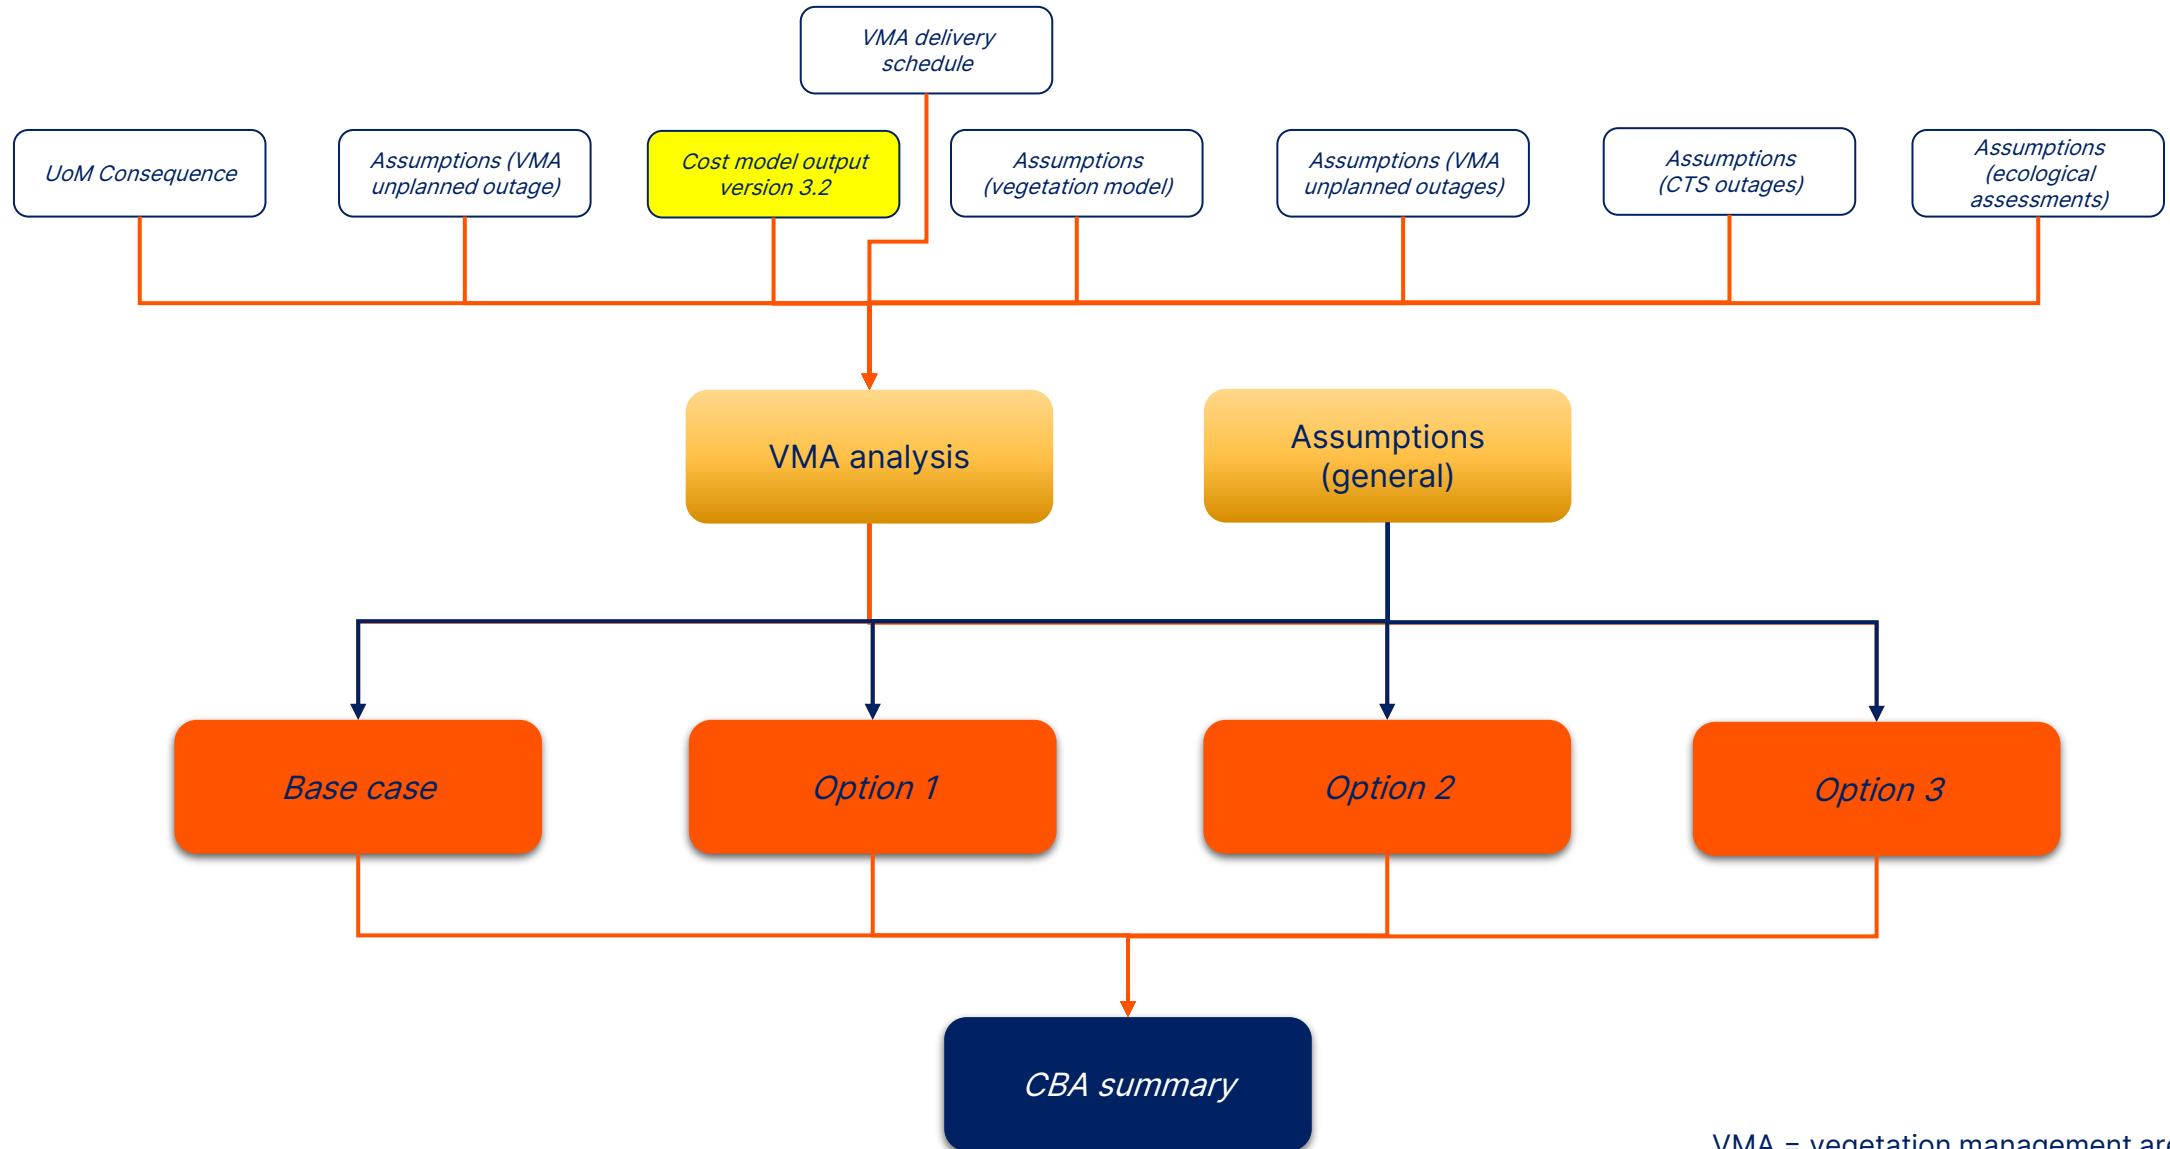 VMA delivery
schedule
UoM Consequence
Assumptions (VMA
unplanned outage)
Cost model output
version 3.2
Assumptions
(vegetation model)
Assumptions (VMA
unplanned outages)
Assumptions
(CTS outages)
Assumptions
(ecological
assessments)
VMA analysis
Assumptions
(general)
Base case
Option 1
Option 2
Option 3
CBA summary
VMA = vegetation management